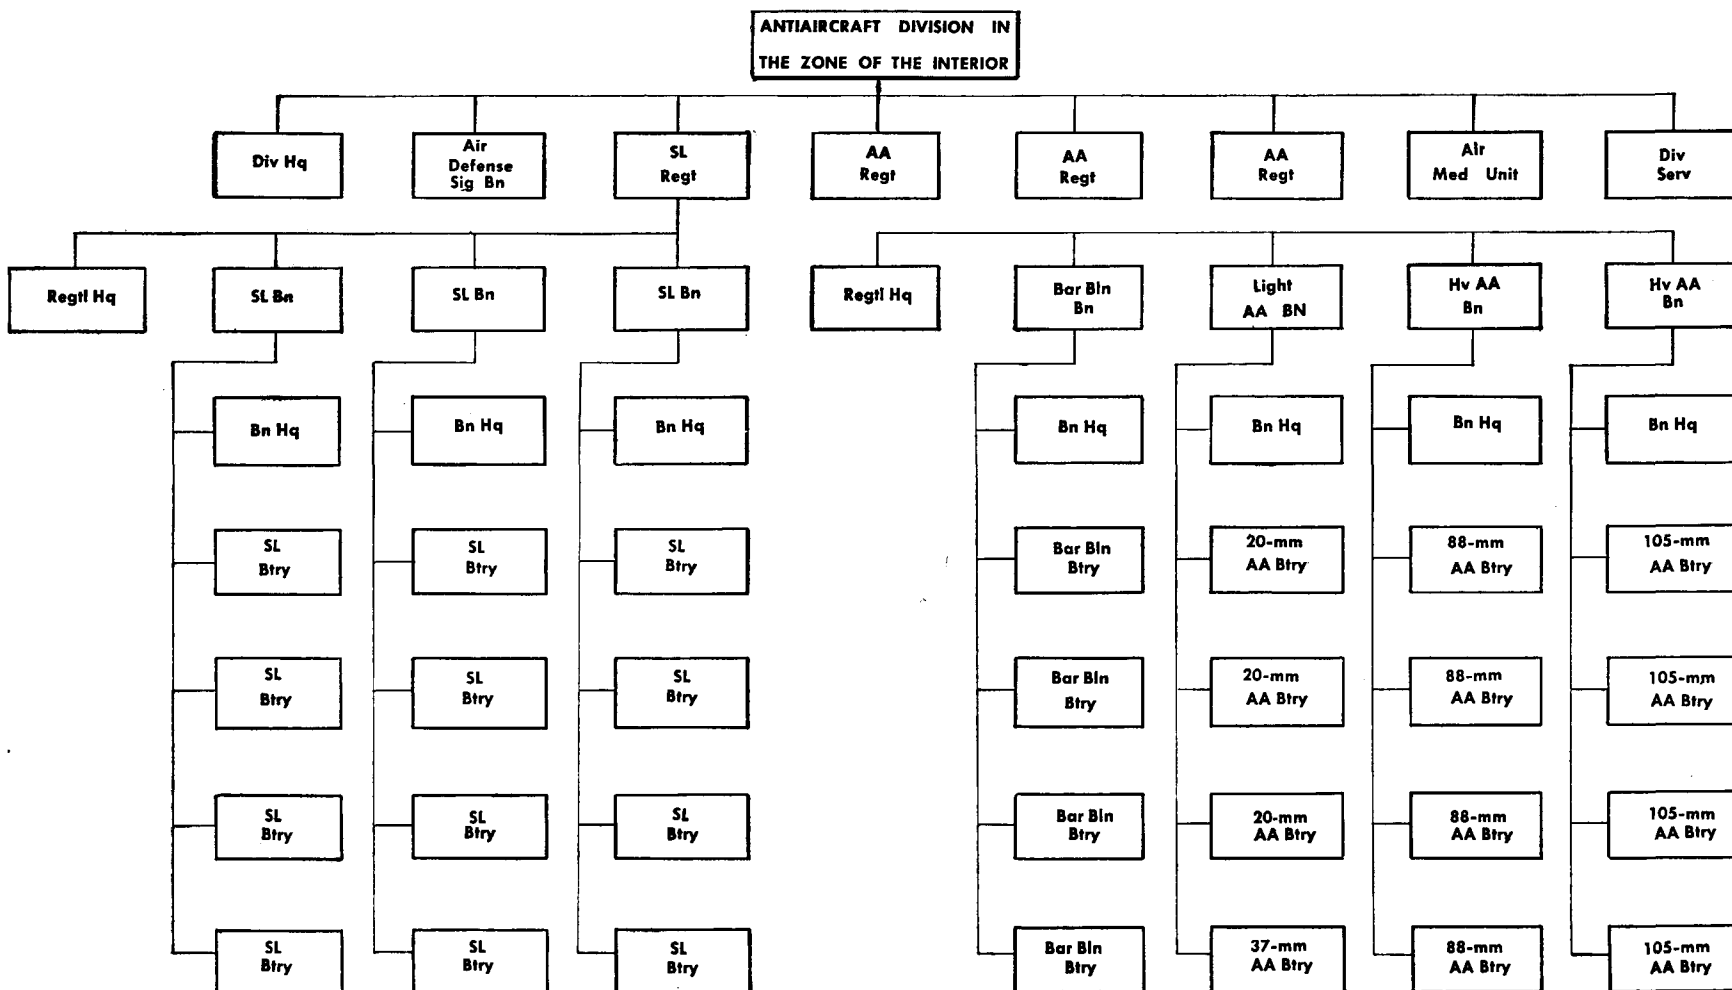 ANTIAIRCRAFT DIVISION IN
THE ZONE OF THE INTERIOR
Div Hq
Air
Defense
Sig Bn
SL
Regt
AA
Regt
AA
Regt
AA
Regt
Air
Med Unit
Div
Serv
Regtl Hq
SL Bn
SL Bn
SL Bn
Regtl Hq
Bar Bln
Bn
Light
AA BN
Hv AA
Bn
Hv AA
Bn
Bn Hq
Bn Hq
Bn Hq
Bn Hq
Bn Hq
Bn Hq
Bn Hq
SL
Btry
SL
Btry
SL
Btry
Bar Bln
Btry
20-mm
AA Btry
88-mm
AA Btry
105-mm
AA Btry
SL
Btry
SL
Btry
SL
Btry
Bar Bln
Btry
20-mm
AA Btry
88-mm
AA Btry
105-mm
AA Btry
SL
Btry
SL
Btry
SL
Btry
Bar Bln
Btry
20-mm
AA Btry
88-mm
AA Btry
105-mm
AA Btry
SL
Btry
SL
Btry
SL
Btry
Bar Bln
Btry
37-mm
AA Btry
88-mm
AA Btry
105-mm
AA Btry